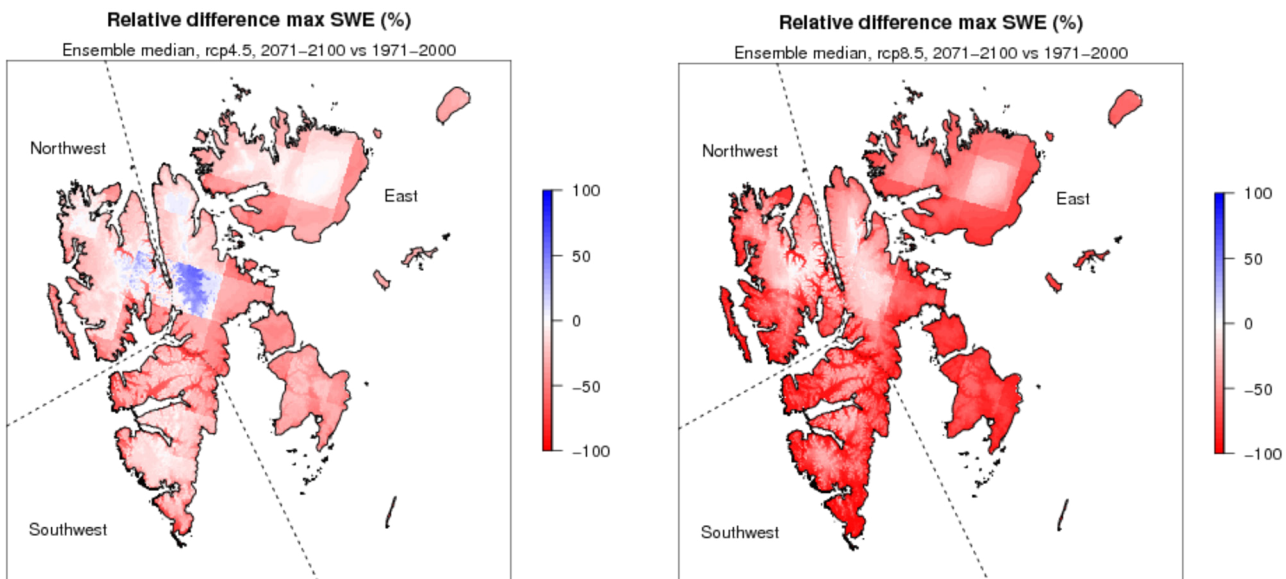 Relative difference max SWE (%)
Ensemble median, rcp4.5, 2071−2100 vs 1971−2000
Northwest
East
Southwest
100
50
0
−50
−100
Relative difference max SWE (%)
Ensemble median, rcp8.5, 2071−2100 vs 1971−2000
Northwest
East
Southwest
100
50
0
−50
−100